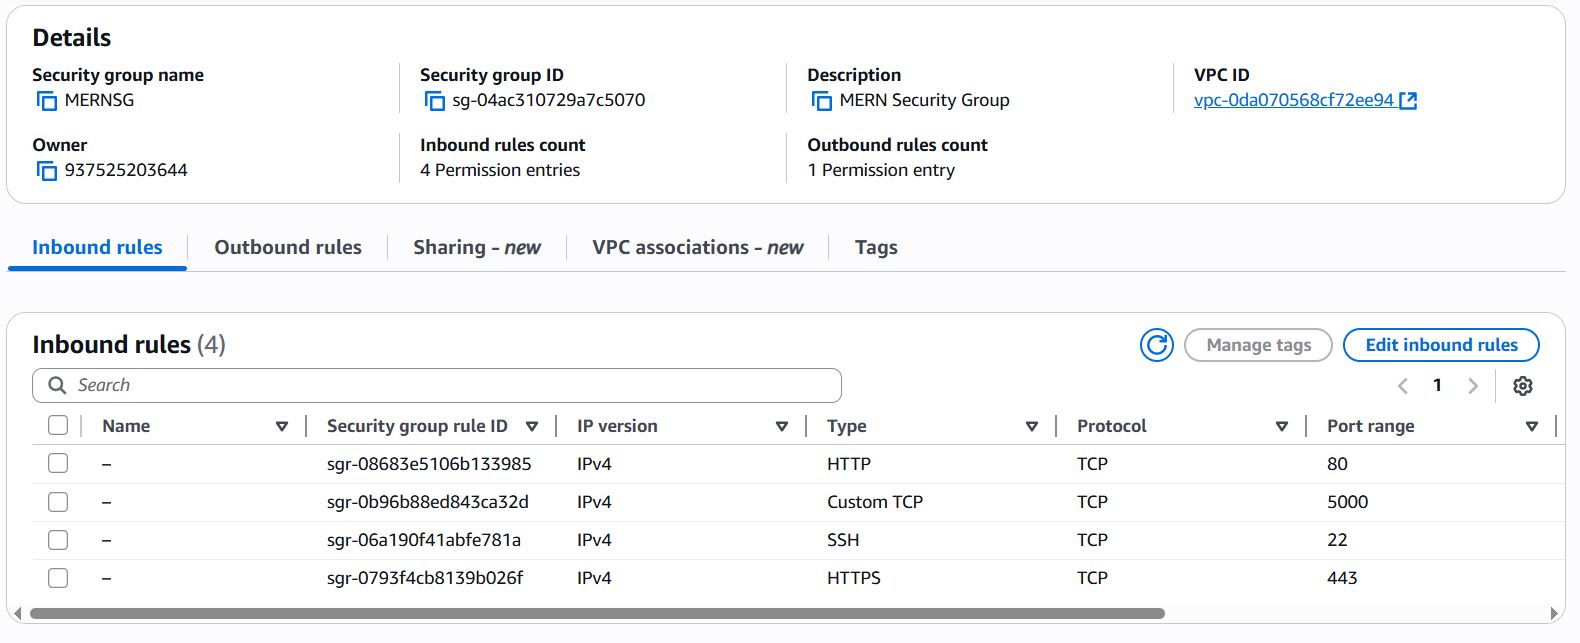 Details
Security group name
MERNSG
Security group ID
sg-04ac310729a7c5070
Description
MERN Security Group
VPC ID
vpc-0da070568cf72ee94
Owner
937525203644
Inbound rules count
4 Permission entries
Outbound rules count
1 Permission entry
Inbound rules Outbound rules Sharing - new VPC associations - new Tags
Inbound rules (4)
Manage tags
Edit inbound rules
Search
1
Name Security group rule ID IP version Type Protocol Port range
– sgr-08683e5106b133985 IPv4 HTTP TCP 80
– sgr-0b96b88ed843ca32d IPv4 Custom TCP TCP 5000
– sgr-06a190f41abfe781a IPv4 SSH TCP 22
– sgr-0793f4cb8139b026f IPv4 HTTPS TCP 443